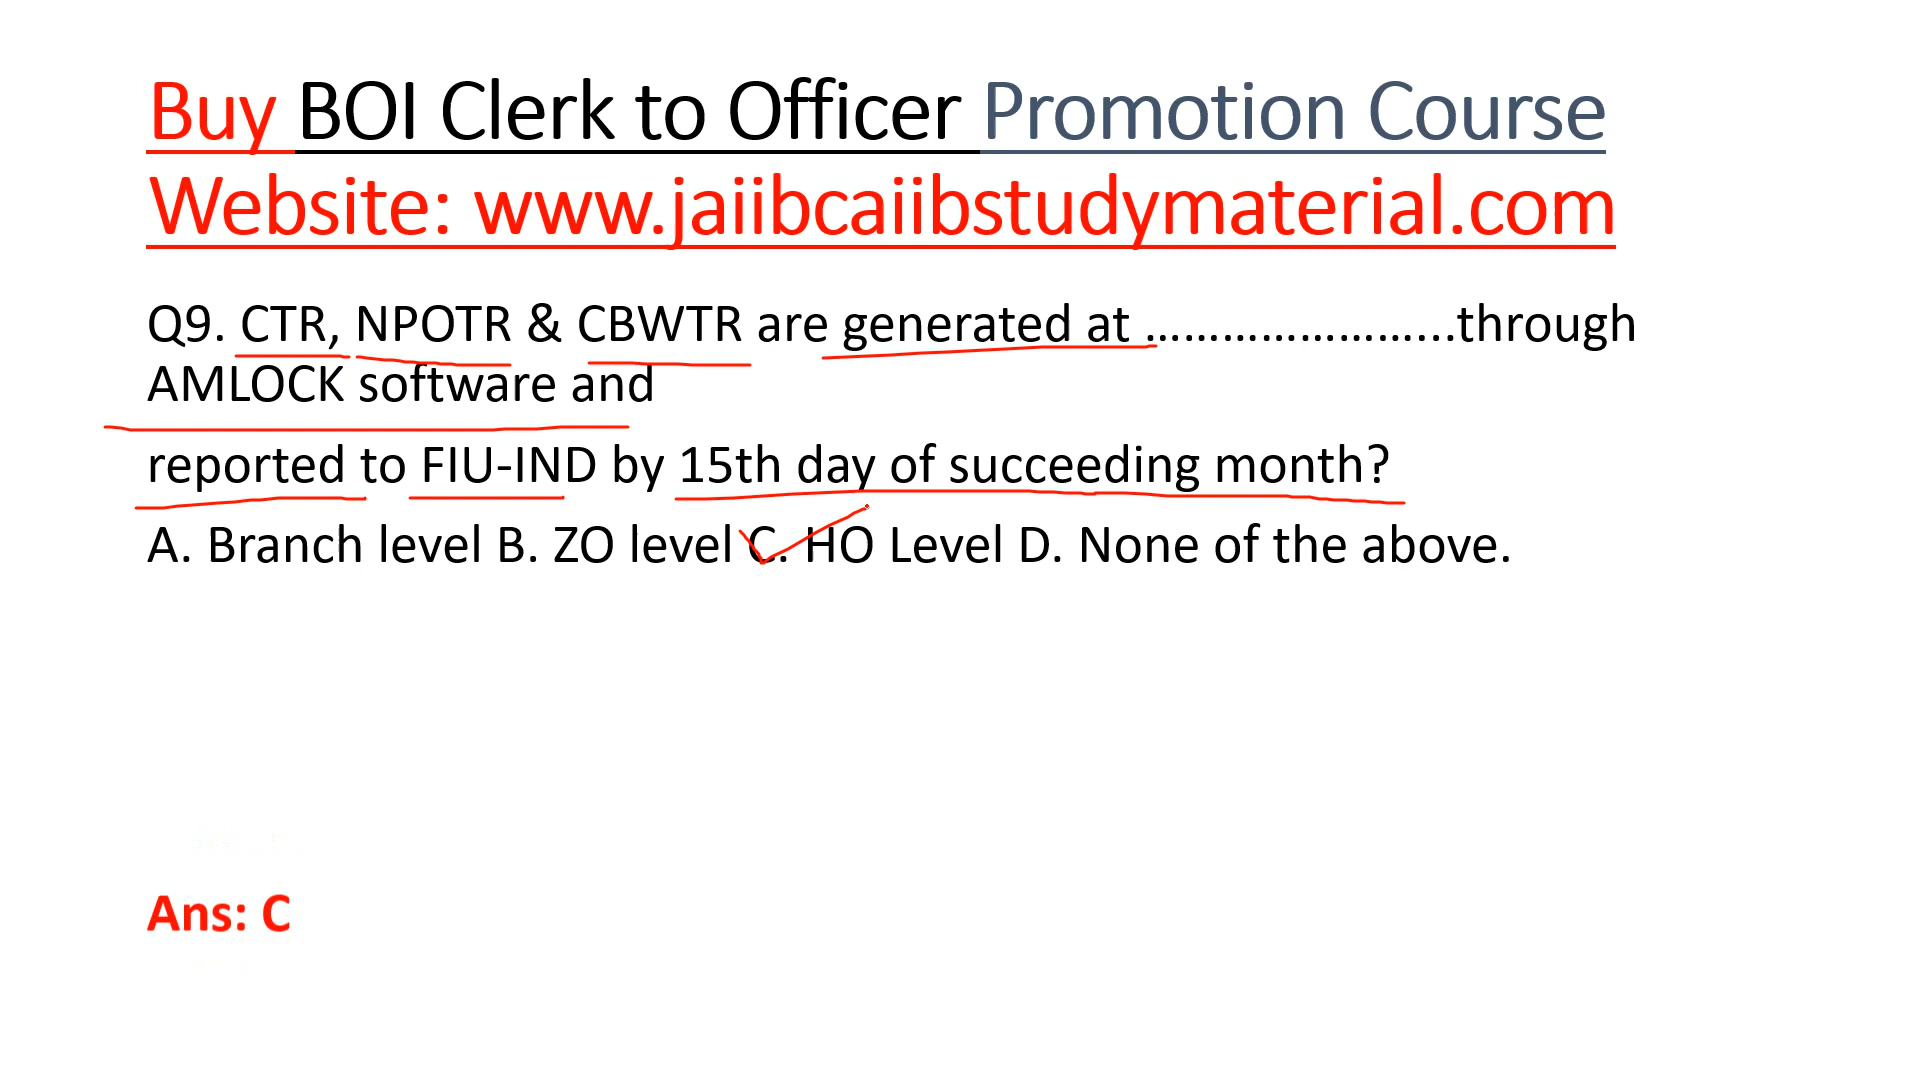 Buy BOI Clerk to Officer Promotion Course
Website: www.jaiibcaiibstudymaterial.com
Q9. CTR, NPOTR & CBWTR are generated at ……………………...through
AMLOCK software and
reported to FIU-IND by 15th day of succeeding month?
A. Branch level B. ZO level C. HO Level D. None of the above.
Ans: C